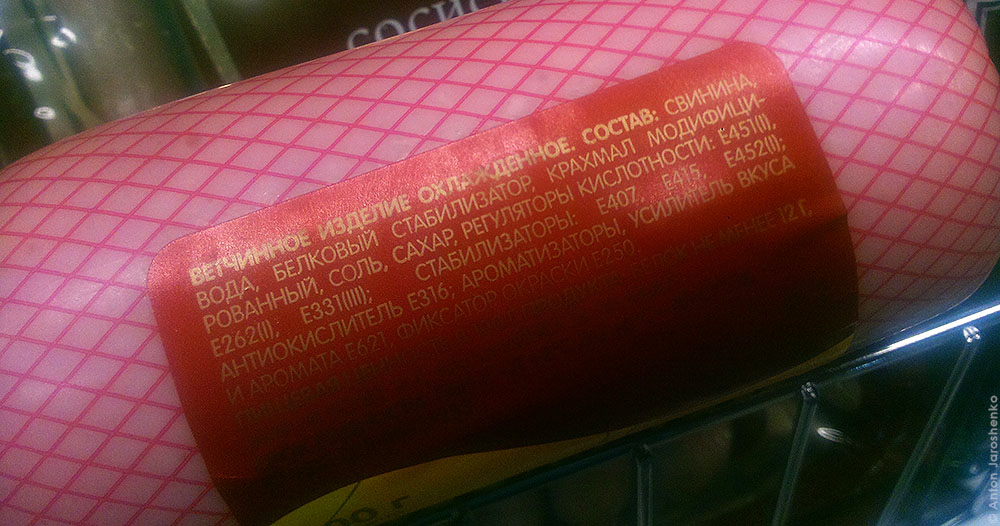 СОСИС
ВЕТЧИННОЕ ИЗДЕЛИЕ ОХЛАЖДЕННОЕ. СОСТАВ: СВИНИНА,
ВОДА, БЕЛКОВЫЙ СТАБИЛИЗАТОР, КРАХМАЛ МОДИФИЦИ-
РОВАННЫЙ, СОЛЬ, САХАР, РЕГУЛЯТОРЫ КИСЛОТНОСТИ: Е451(I),
Е262(I), Е331(III); СТАБИЛИЗАТОРЫ: Е407, Е415, Е452(I);
АНТИОКИСЛИТЕЛЬ Е316; АРОМАТИЗАТОРЫ, УСИЛИТЕЛЬ ВКУСА
И АРОМАТА Е621, ФИКСАТОР ОКРАСКИ Е250.
НЕ МЕНЕЕ 12 Г,
00 г
© Anton Jaroshenko